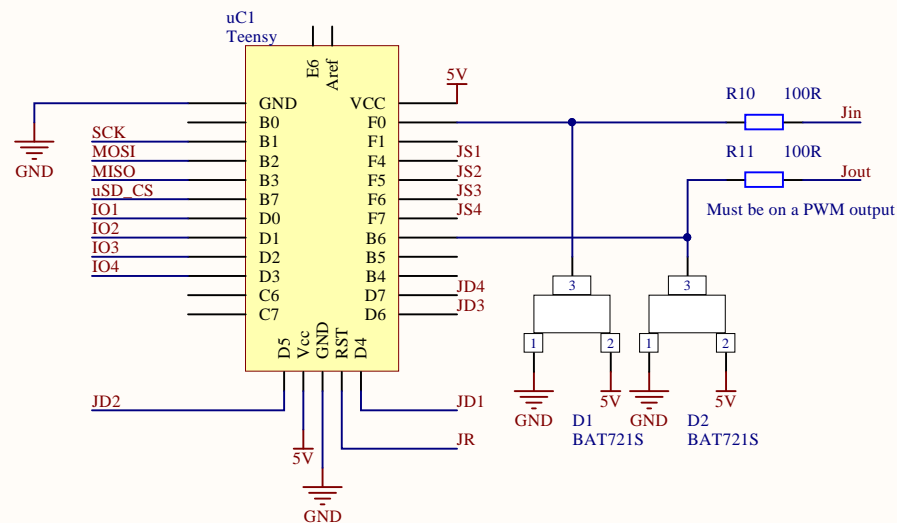 uC1
Teensy
E6
Aref
5V
GND
VCC
R10 100R
Jin
B0
F0
SCK
B1
F1
GND
MOSI
B2
F4
JS1
R11 100R
MISO
B3
F5
JS2
Jout
uSD_CS
B7
F6
JS3
IO1
D0
F7
JS4
Must be on a PWM output
IO2
D1
B6
IO3
D2
B5
IO4
D3
B4
C6
D7
JD4
3
3
C7
D6
JD3
D5
Vcc
GND
RST
D4
1
2
1
2
JD2
JD1
GND
5V
GND
5V
D1
BAT721S
D2
BAT721S
5V
JR
GND